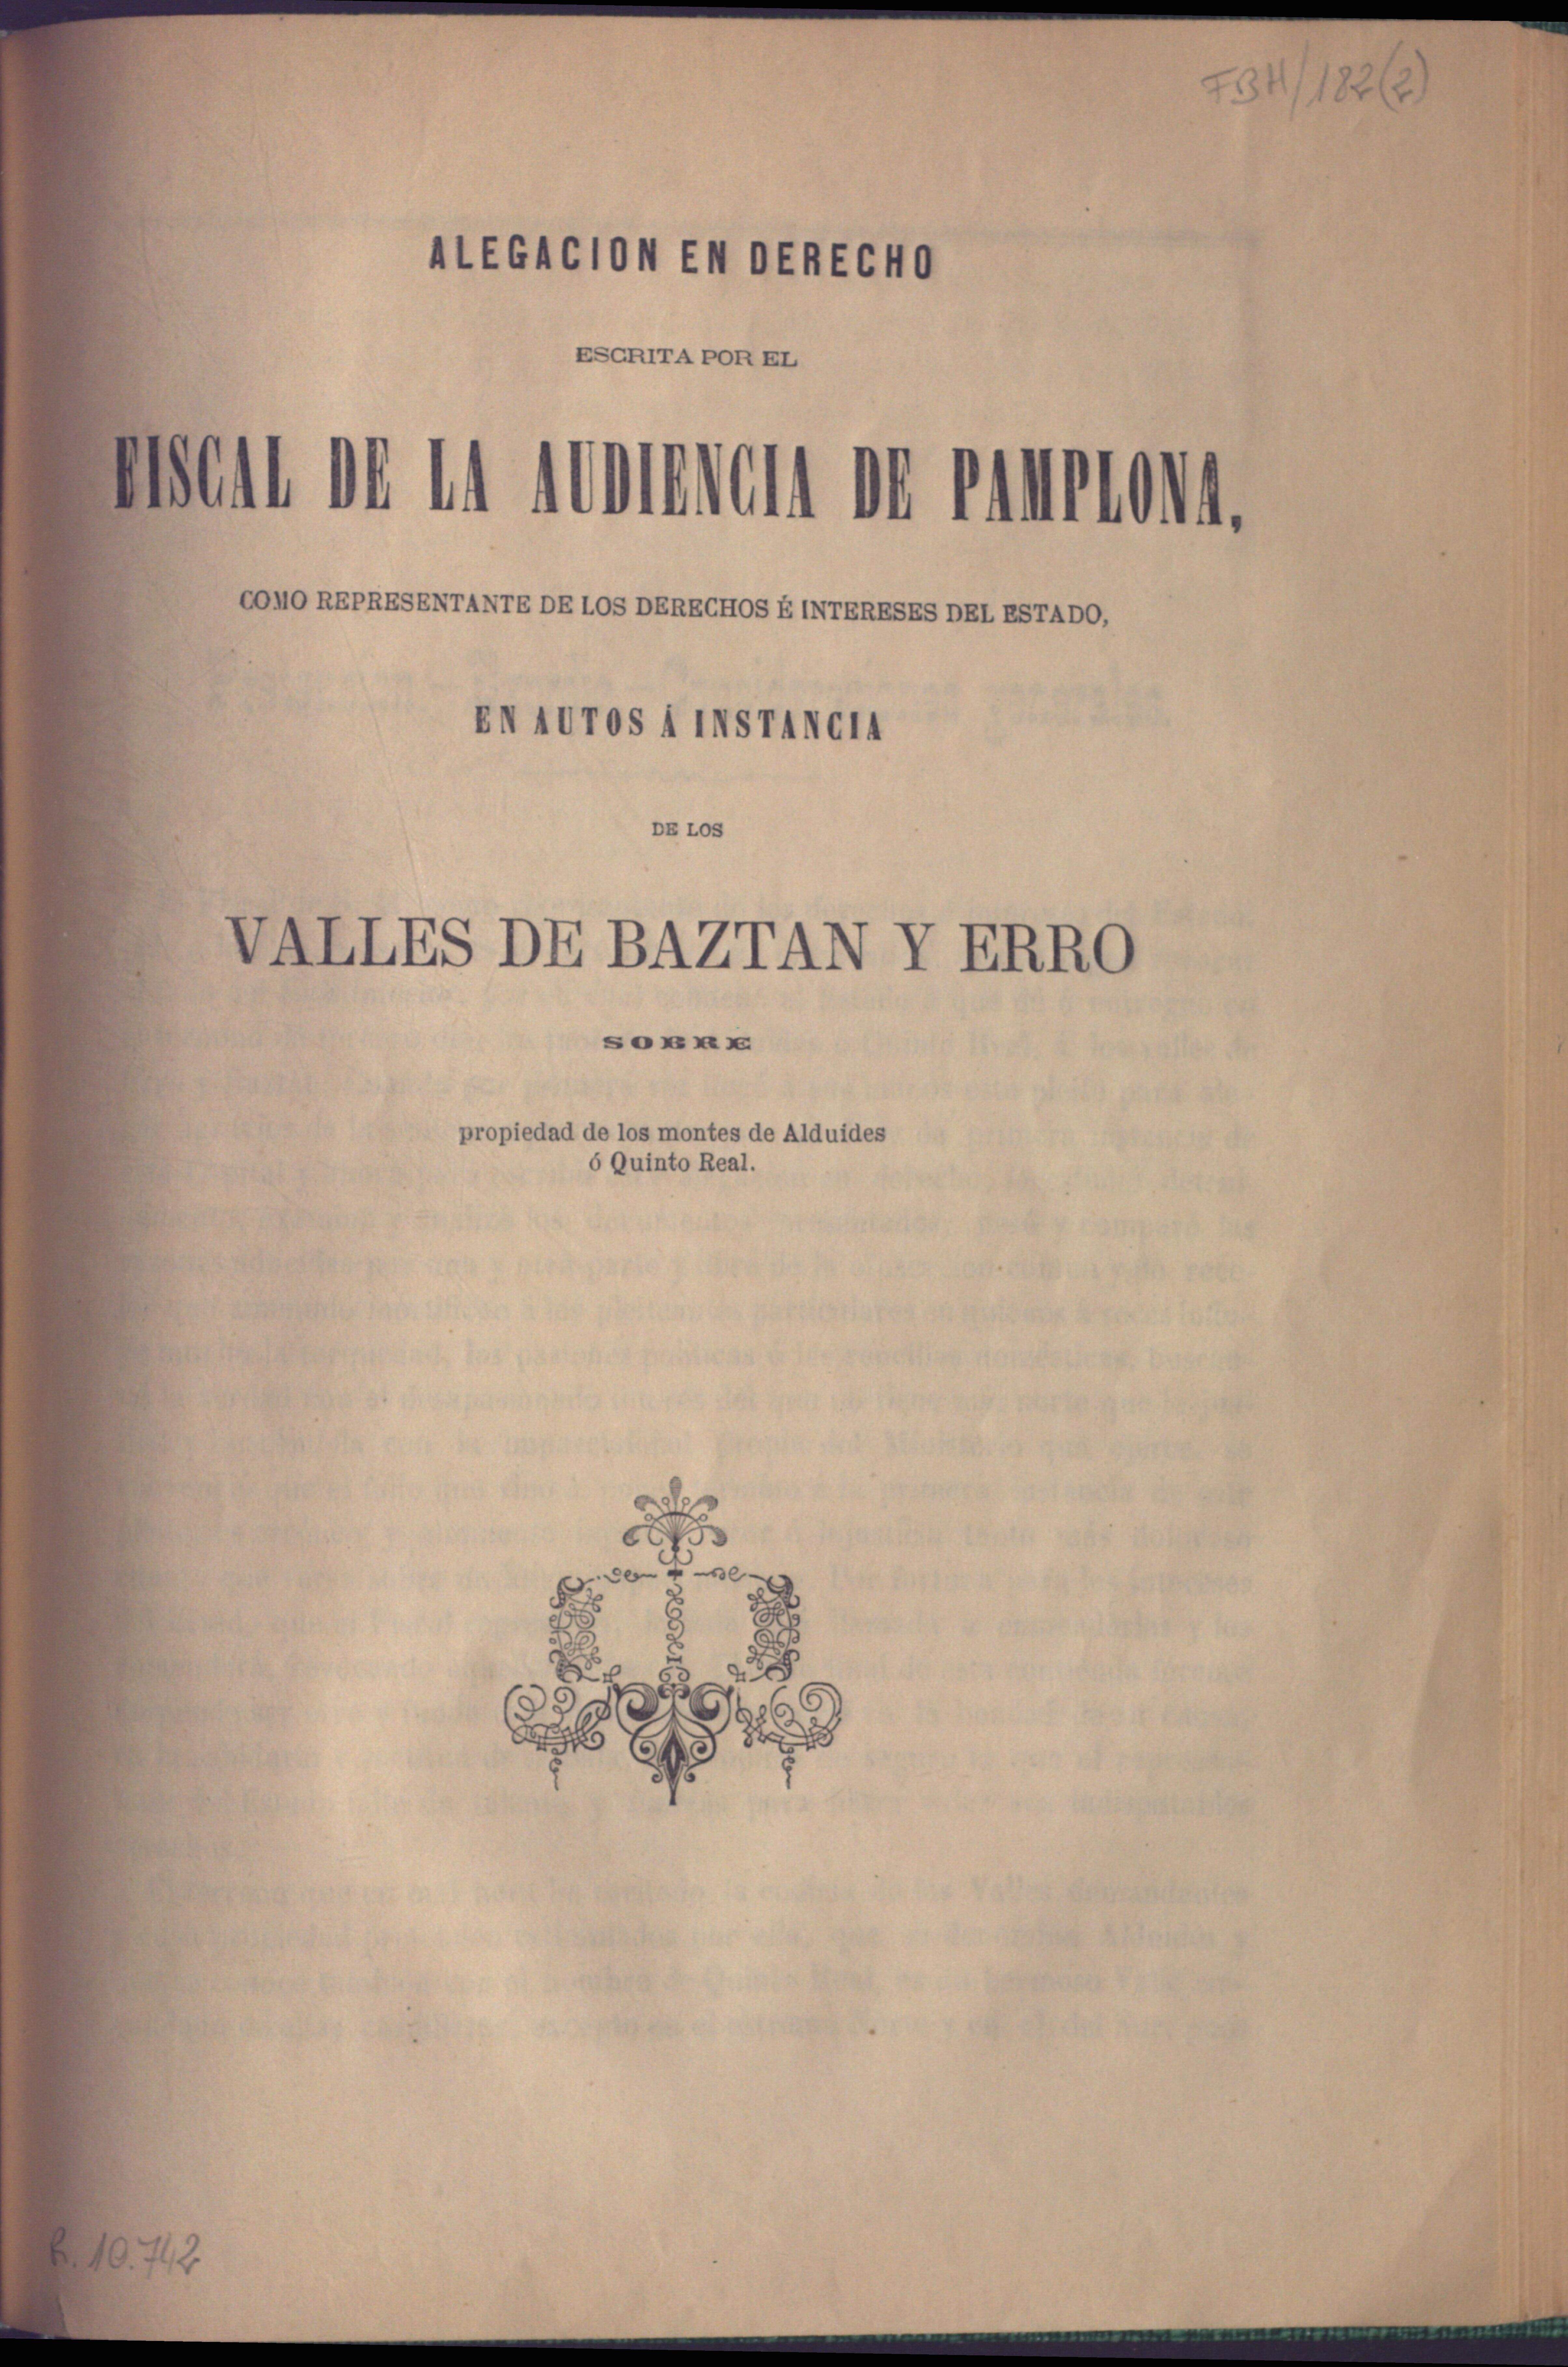 FBH/182(2)
ALEGACION EN DERECHO
ESCRITA POR EL
FISCAL DE LA AUDIENCIA DE PAMPLONA,
COMO REPRESENTANTE DE LOS DERECHOS É INTERESES DEL ESTADO,
EN AUTOS Á INSTANCIA
DE LOS
VALLES DE BAZTAN Y ERRO
SOBRE
propiedad de los montes de Alduides
ó Quinto Real.
R. 10.742